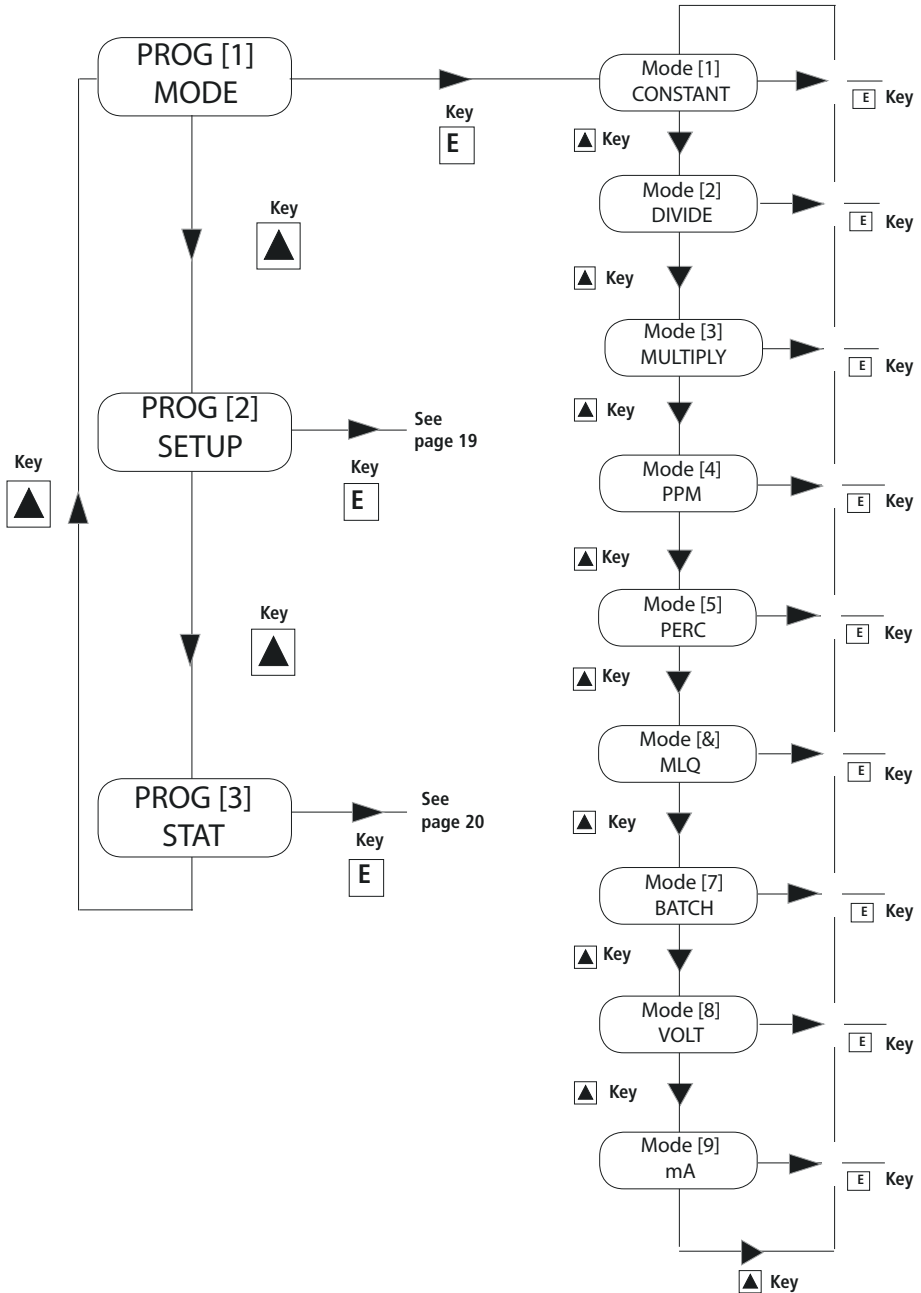 PROG [1]
MODE
Key
E
Key
PROG [2]
SETUP
See
page 19
Key
E
Key
Key
PROG [3]
STAT
See
page 20
Key
E
Mode [1]
CONSTANT
E Key
Key
Mode [2]
DIVIDE
E Key
Key
Mode [3]
MULTIPLY
E Key
Key
Mode [4]
PPM
E Key
Key
Mode [5]
PERC
E Key
Key
Mode [&]
MLQ
E Key
Key
Mode [7]
BATCH
E Key
Key
Mode [8]
VOLT
E Key
Key
Mode [9]
mA
E Key
Key